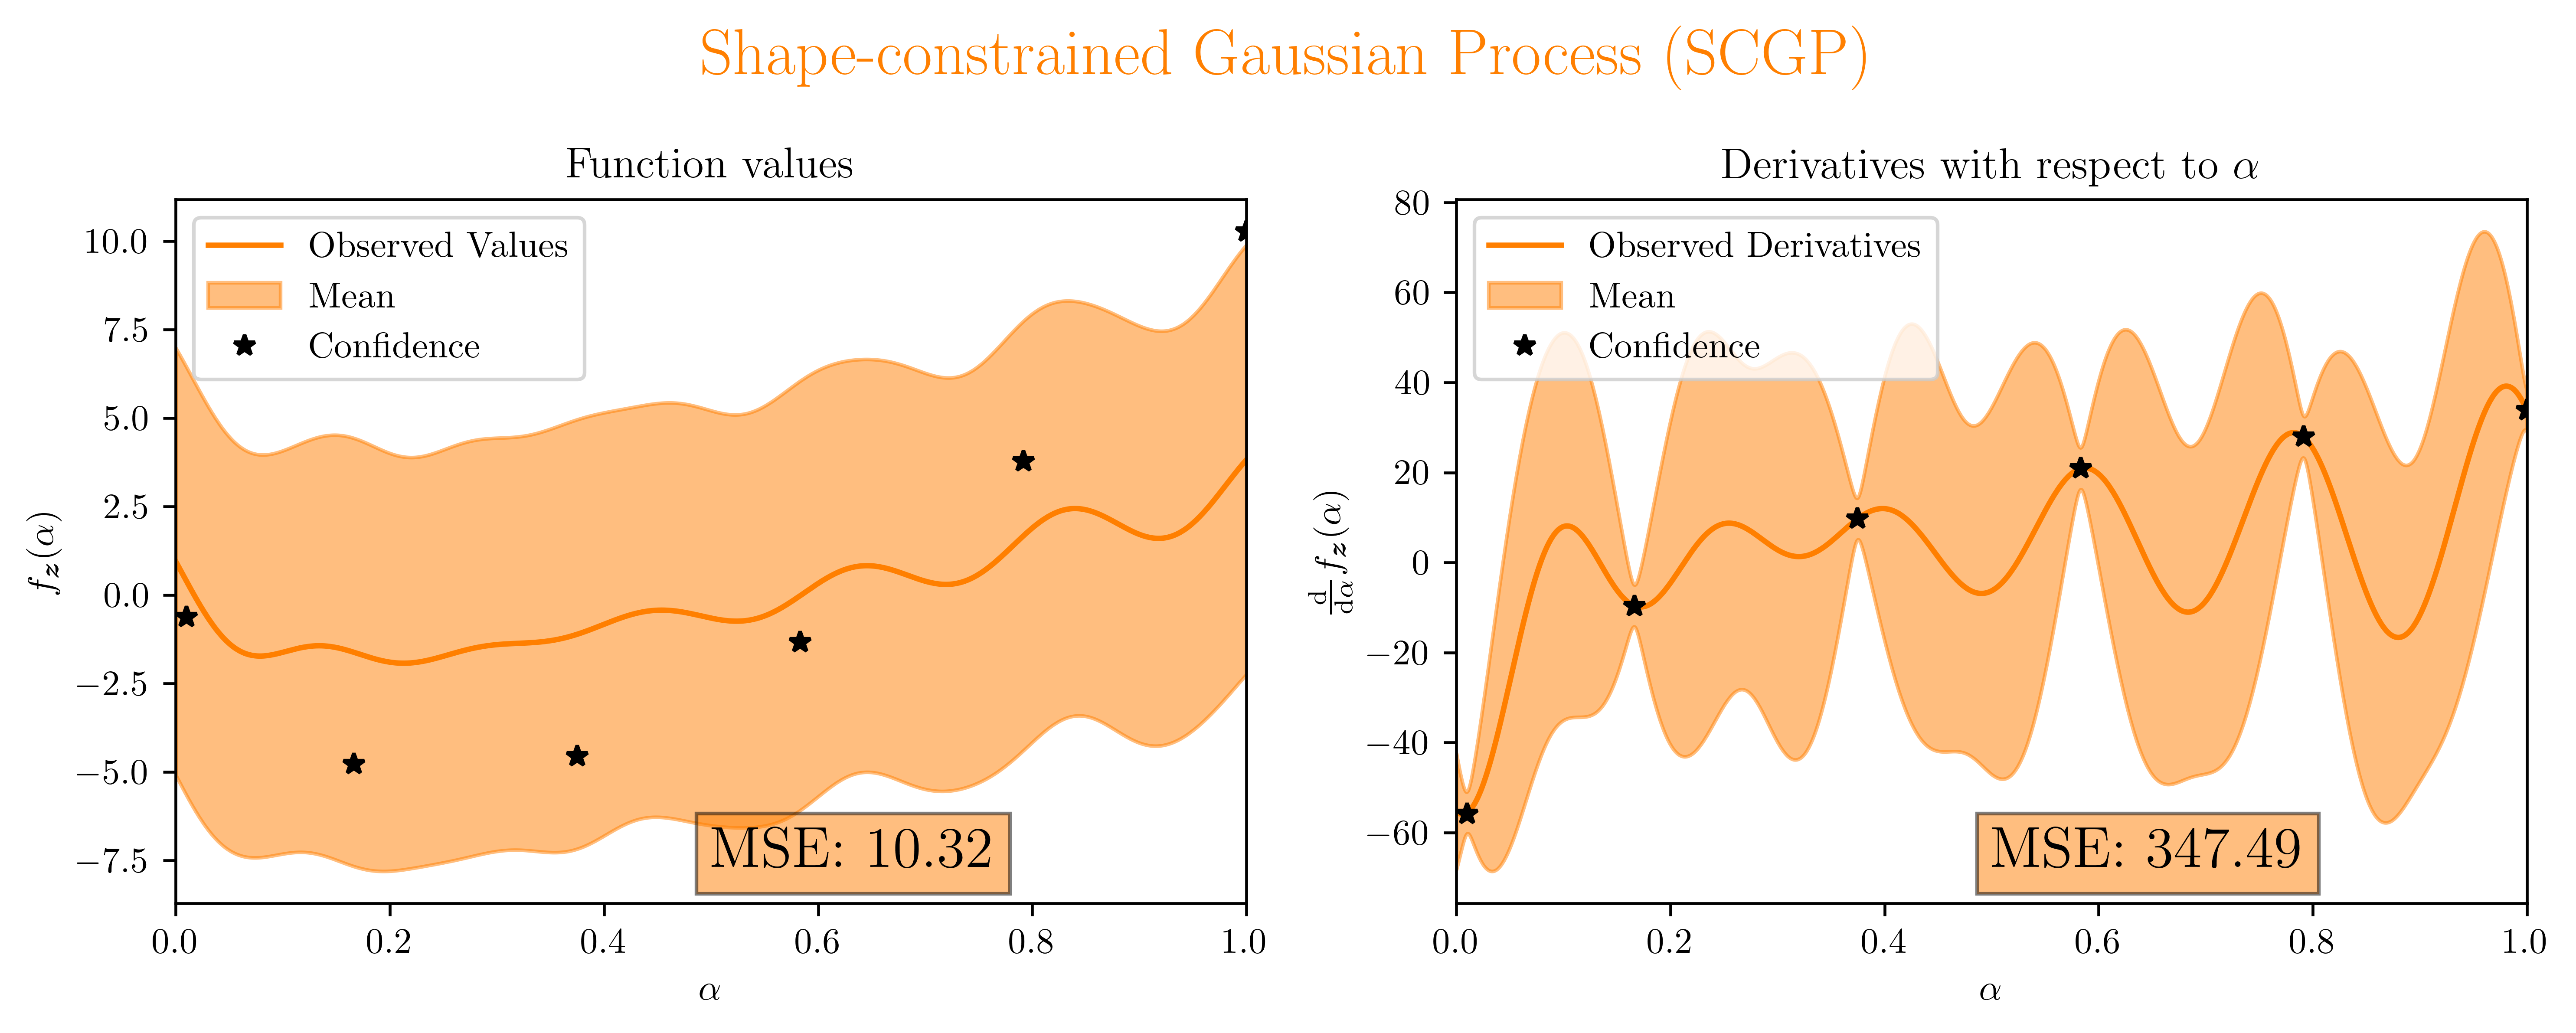 Shape-constrained Gaussian Process (SCGP)
Function values
Observed Values
Mean
Confidence
10.0
7.5
5.0
2.5
0.0
−2.5
−5.0
−7.5
f_z(α)
MSE: 10.32
0.0 0.2 0.4 0.6 0.8 1.0
α
Derivatives with respect to α
Observed Derivatives
Mean
Confidence
80
60
40
20
0
−20
−40
−60
d/dα f_z(α)
MSE: 347.49
0.0 0.2 0.4 0.6 0.8 1.0
α